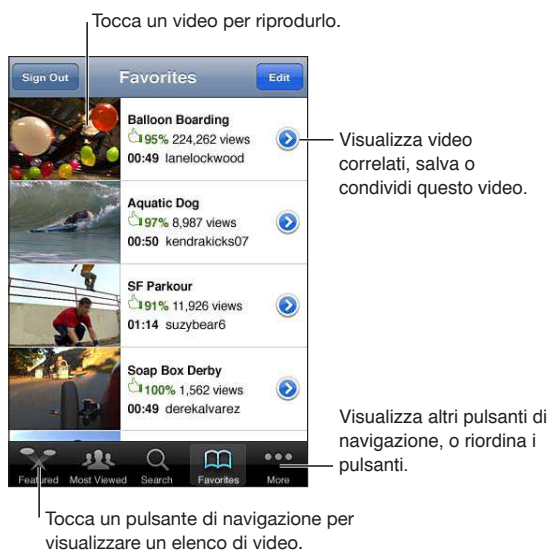 Tocca un video per riprodurlo.
Sign Out
Favorites
Edit
Balloon Boarding
95% 224,262 views
00:49 lanelockwood
Visualizza video
correlati, salva o
condividi questo video.
Aquatic Dog
97% 8,987 views
00:50 kendrakicks07
SF Parkour
91% 11,926 views
01:14 suzybear6
Soap Box Derby
100% 1,562 views
00:49 derekalvarez
Visualizza altri pulsanti di
navigazione, o riordina i
pulsanti.
Featured
Most Viewed
Search
Favorites
More
Tocca un pulsante di navigazione per
visualizzare un elenco di video.